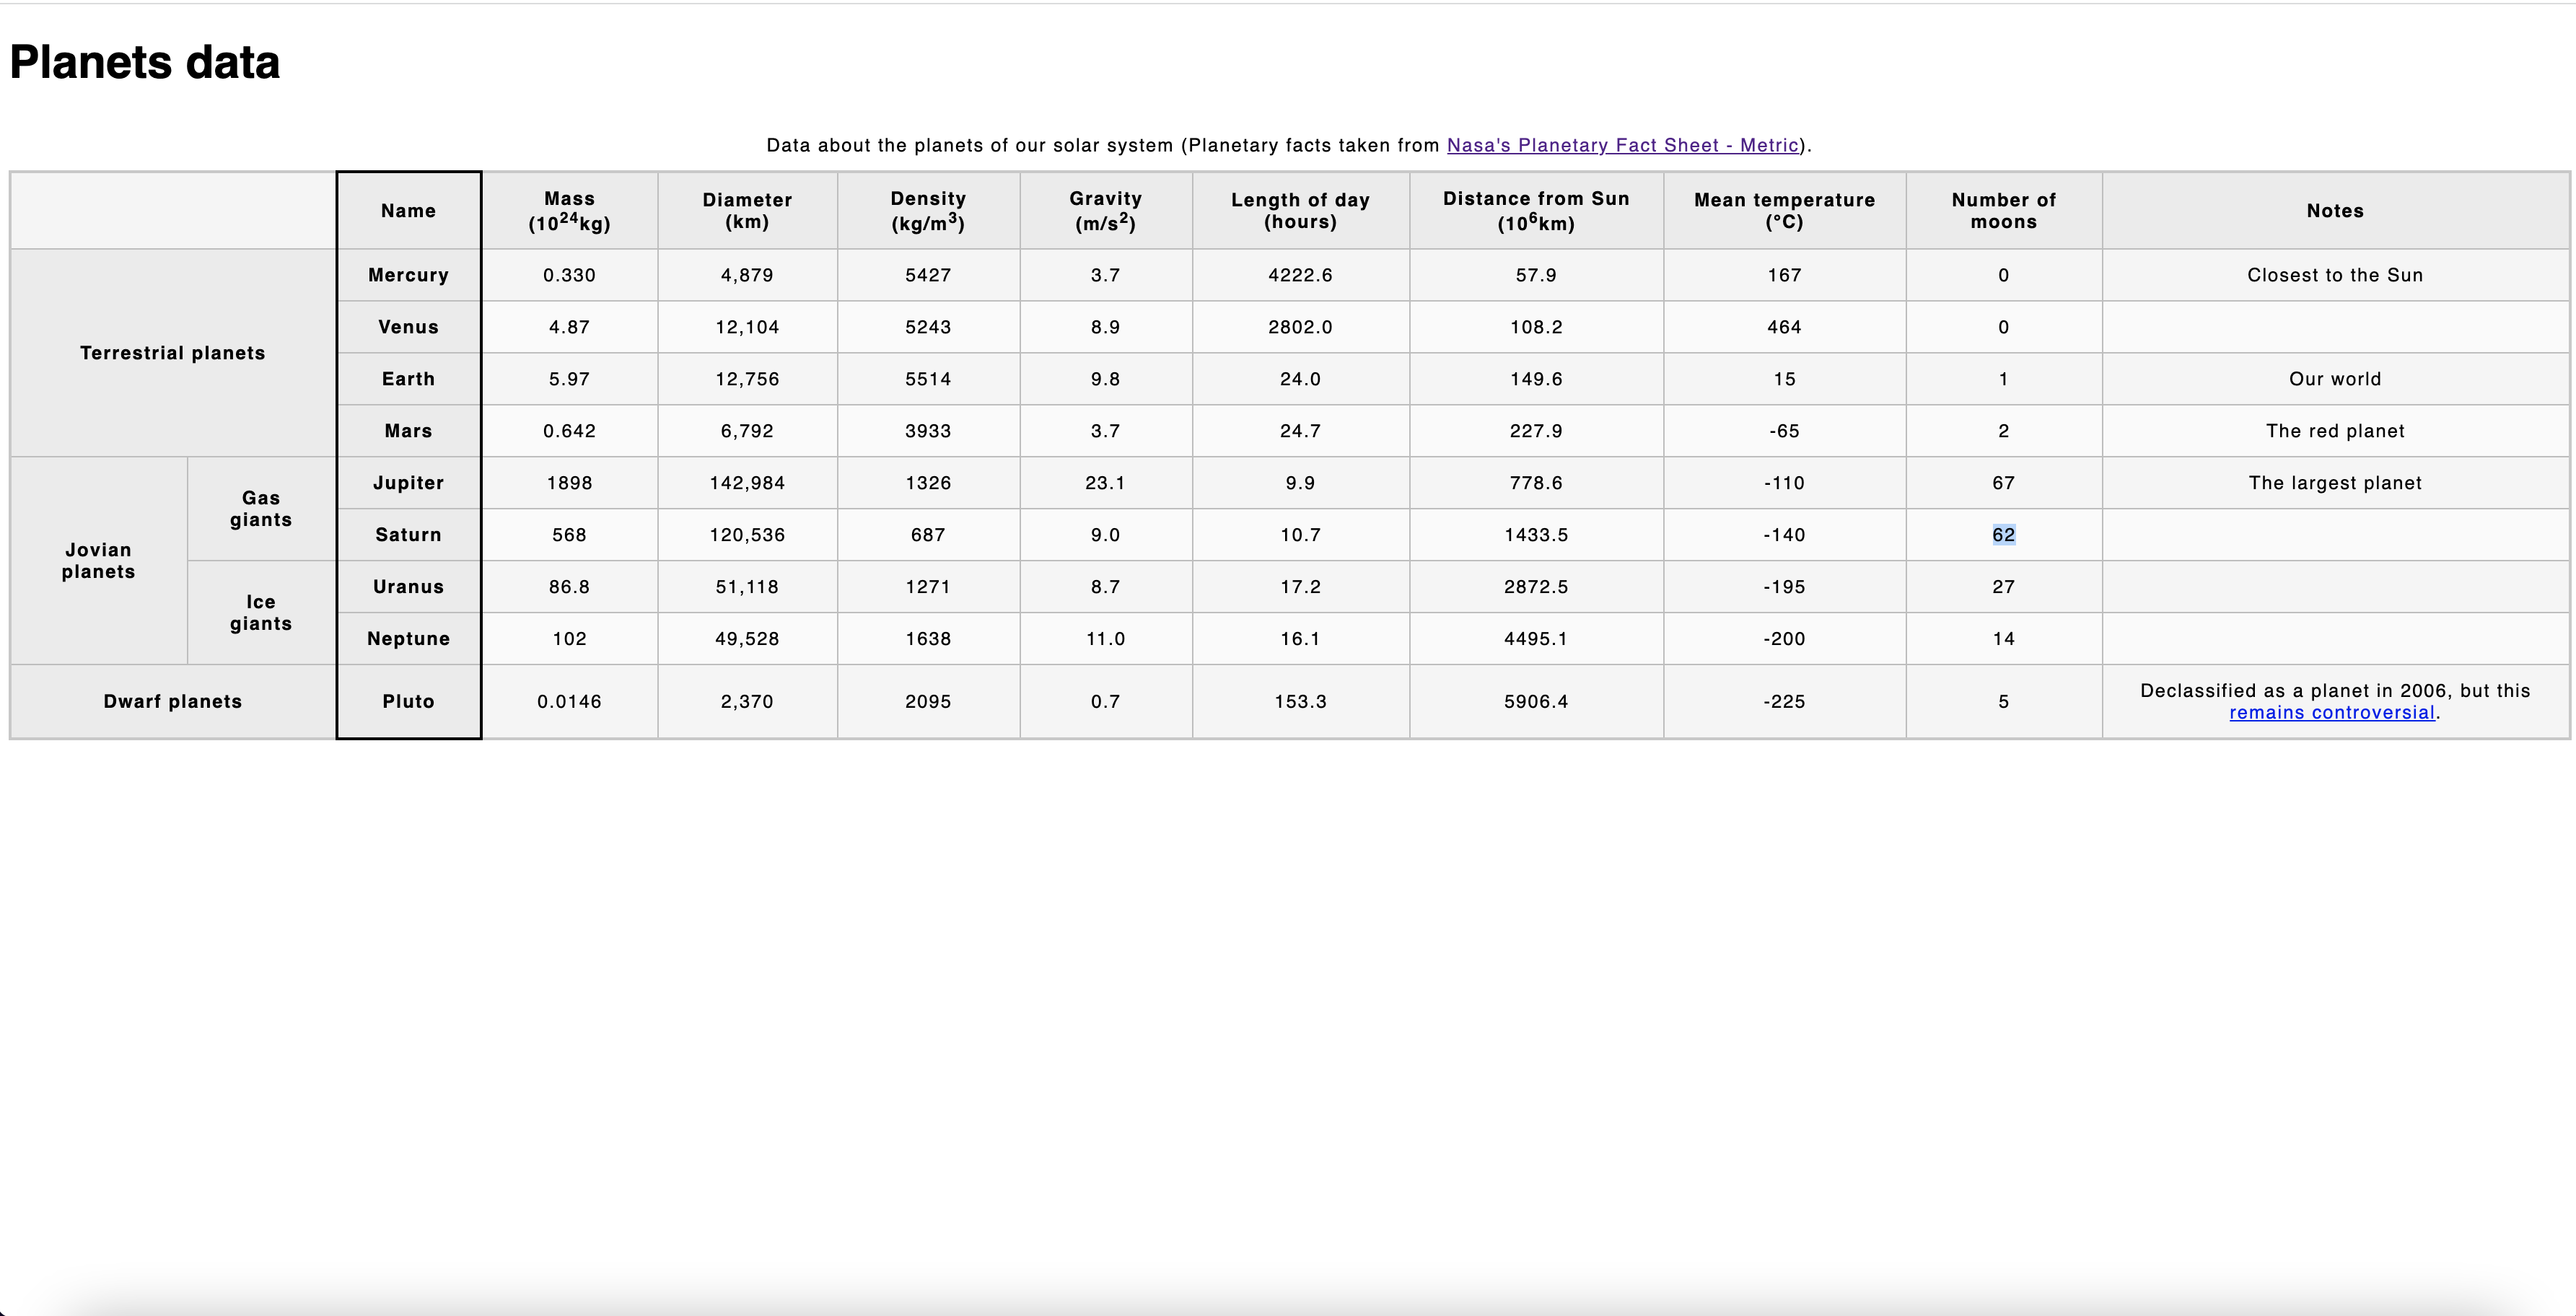 Planets data
Data about the planets of our solar system (Planetary facts taken from Nasa's Planetary Fact Sheet - Metric).
Name Mass (10²⁴kg) Diameter (km) Density (kg/m³) Gravity (m/s²) Length of day (hours) Distance from Sun (10⁶km) Mean temperature (°C) Number of moons Notes
Terrestrial planets Mercury 0.330 4,879 5427 3.7 4222.6 57.9 167 0 Closest to the Sun
Venus 4.87 12,104 5243 8.9 2802.0 108.2 464 0
Earth 5.97 12,756 5514 9.8 24.0 149.6 15 1 Our world
Mars 0.642 6,792 3933 3.7 24.7 227.9 -65 2 The red planet
Jovian planets Gas giants Jupiter 1898 142,984 1326 23.1 9.9 778.6 -110 67 The largest planet
Saturn 568 120,536 687 9.0 10.7 1433.5 -140 62
Ice giants Uranus 86.8 51,118 1271 8.7 17.2 2872.5 -195 27
Neptune 102 49,528 1638 11.0 16.1 4495.1 -200 14
Dwarf planets Pluto 0.0146 2,370 2095 0.7 153.3 5906.4 -225 5 Declassified as a planet in 2006, but this remains controversial.